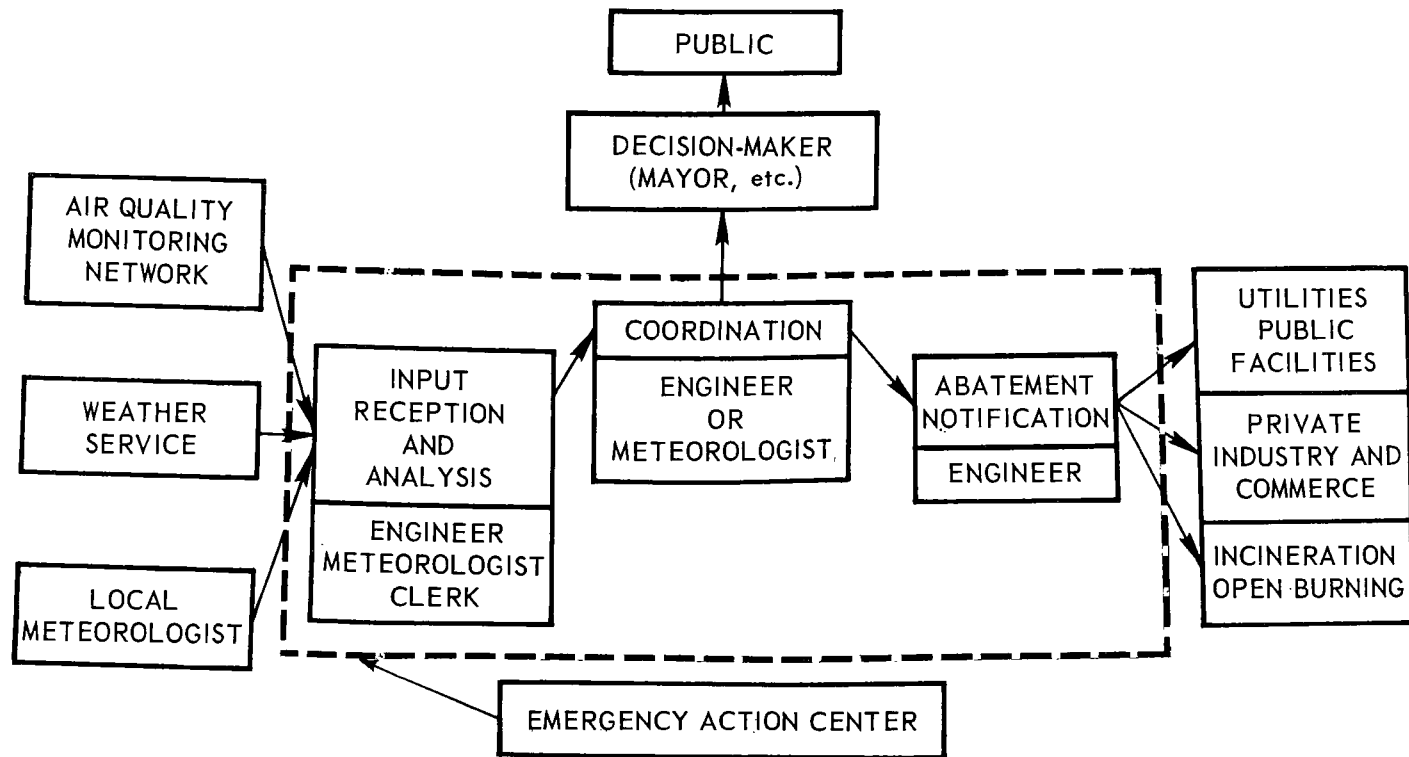 PUBLIC
DECISION-MAKER
(MAYOR, etc.)
AIR QUALITY
MONITORING
NETWORK
WEATHER
SERVICE
LOCAL
METEOROLOGIST
INPUT
RECEPTION
AND
ANALYSIS
ENGINEER
METEOROLOGIST
CLERK
COORDINATION
ENGINEER
OR
METEOROLOGIST
ABATEMENT
NOTIFICATION
ENGINEER
UTILITIES
PUBLIC
FACILITIES
PRIVATE
INDUSTRY AND
COMMERCE
INCINERATION
OPEN BURNING
EMERGENCY ACTION CENTER